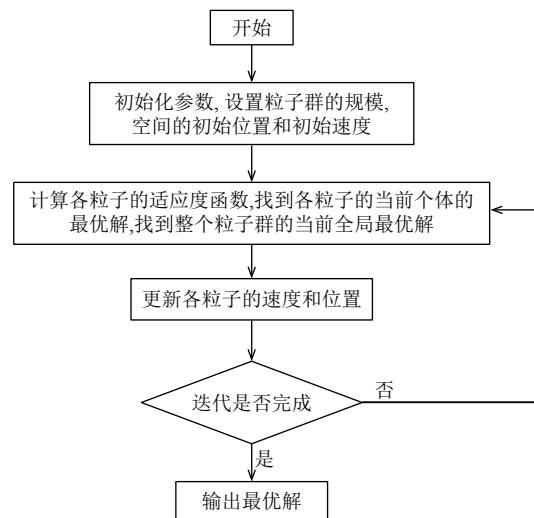 开始
初始化参数, 设置粒子群的规模,
空间的初始位置和初始速度
计算各粒子的适应度函数,找到各粒子的当前个体的
最优解,找到整个粒子群的当前全局最优解
更新各粒子的速度和位置
迭代是否完成
否
是
输出最优解